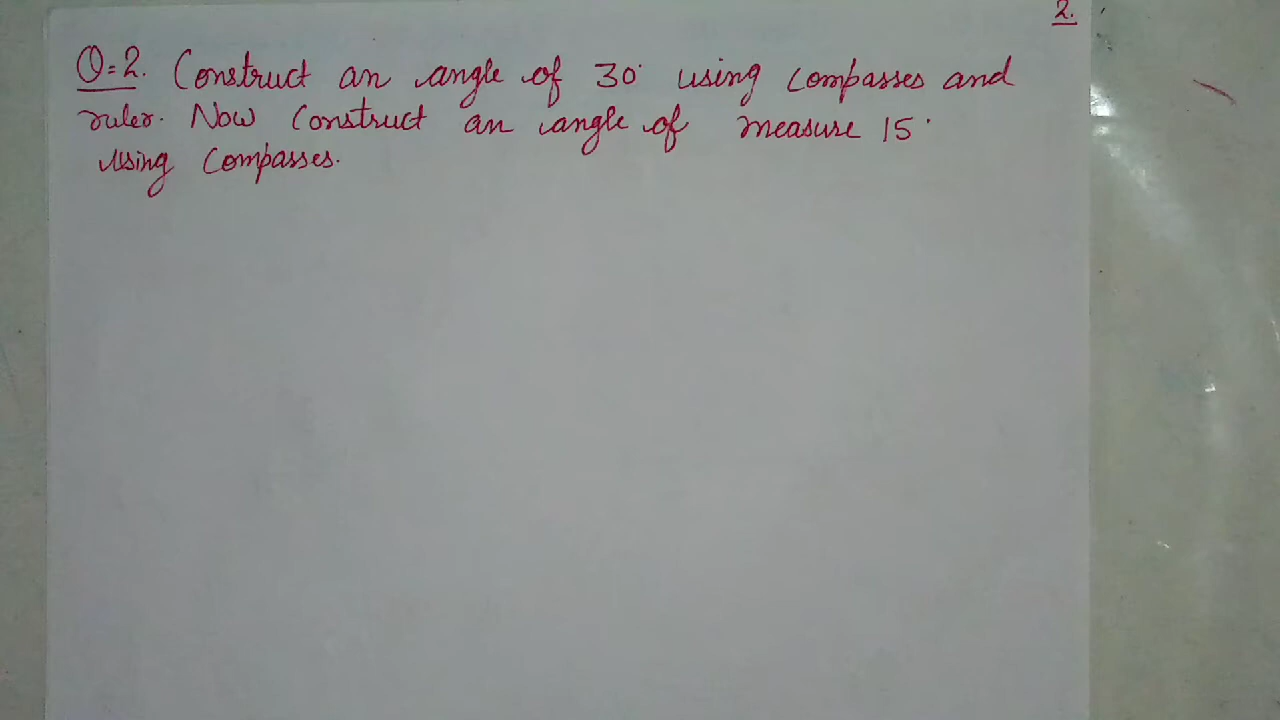 2.
Q=2. Construct an angle of 30° using compasses and
ruler. Now construct an angle of measure 15°
using compasses.